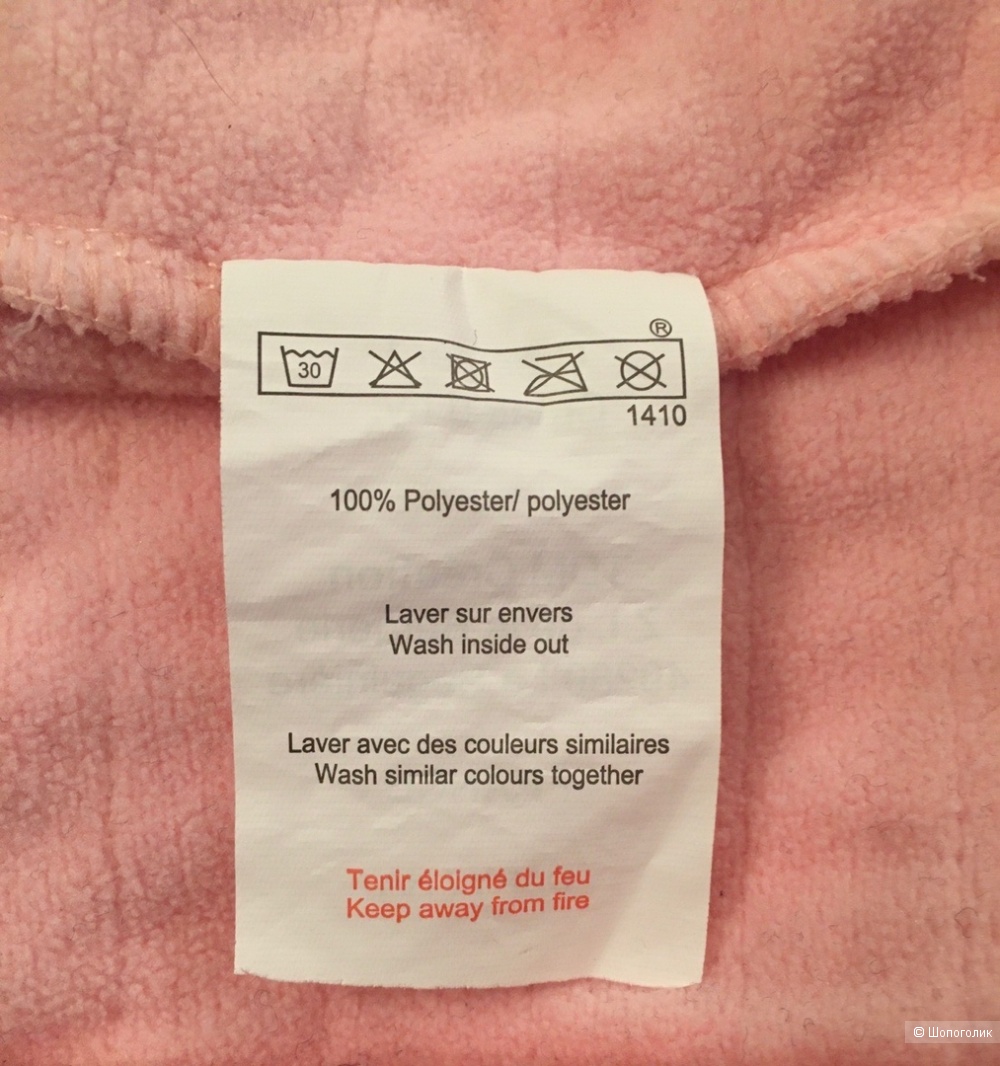 ®
30
1410
100% Polyester/ polyester
Laver sur envers
Wash inside out
Laver avec des couleurs similaires
Wash similar colours together
Tenir éloigné du feu
Keep away from fire
© Шопоголик